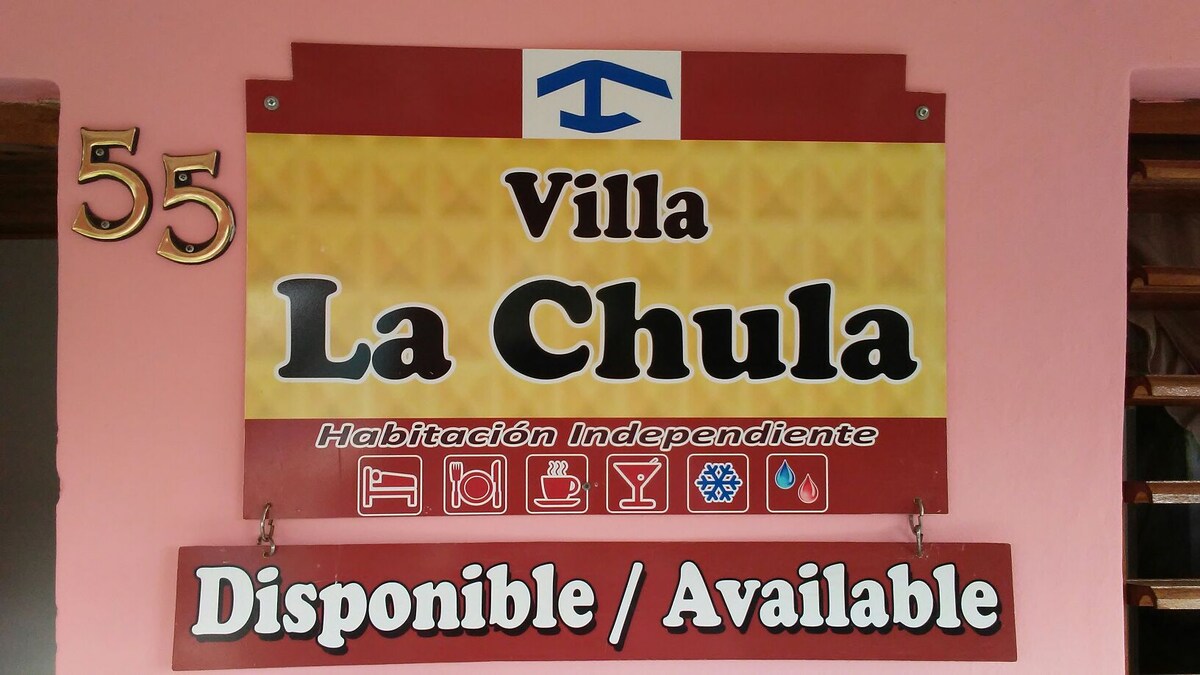 55
Villa
La Chula
Habitación Independiente
Disponible / Available